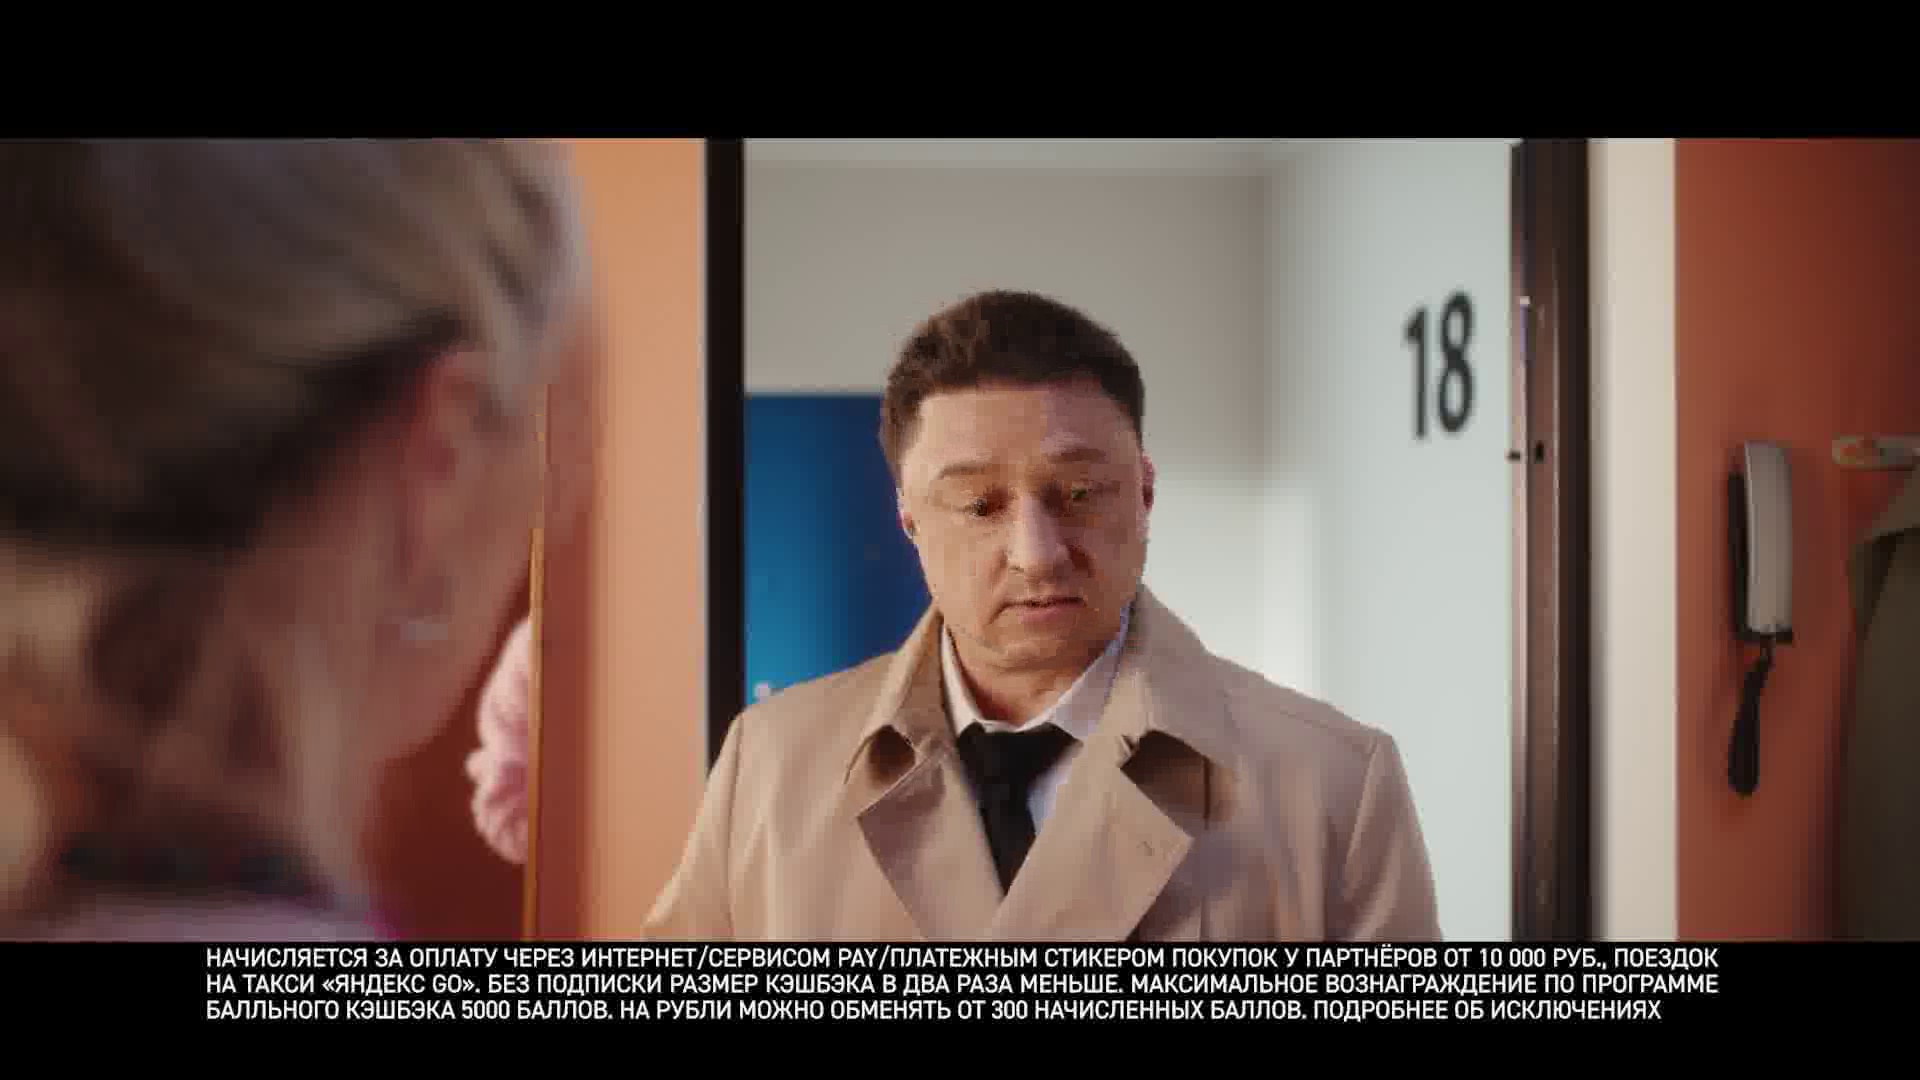 18
НАЧИСЛЯЕТСЯ ЗА ОПЛАТУ ЧЕРЕЗ ИНТЕРНЕТ/СЕРВИСОМ PAY/ПЛАТЕЖНЫМ СТИКЕРОМ ПОКУПОК У ПАРТНЁРОВ ОТ 10 000 РУБ., ПОЕЗДОК
НА ТАКСИ «ЯНДЕКС GO». БЕЗ ПОДПИСКИ РАЗМЕР КЭШБЭКА В ДВА РАЗА МЕНЬШЕ. МАКСИМАЛЬНОЕ ВОЗНАГРАЖДЕНИЕ ПО ПРОГРАММЕ
БАЛЛЬНОГО КЭШБЭКА 5000 БАЛЛОВ. НА РУБЛИ МОЖНО ОБМЕНЯТЬ ОТ 300 НАЧИСЛЕННЫХ БАЛЛОВ. ПОДРОБНЕЕ ОБ ИСКЛЮЧЕНИЯХ